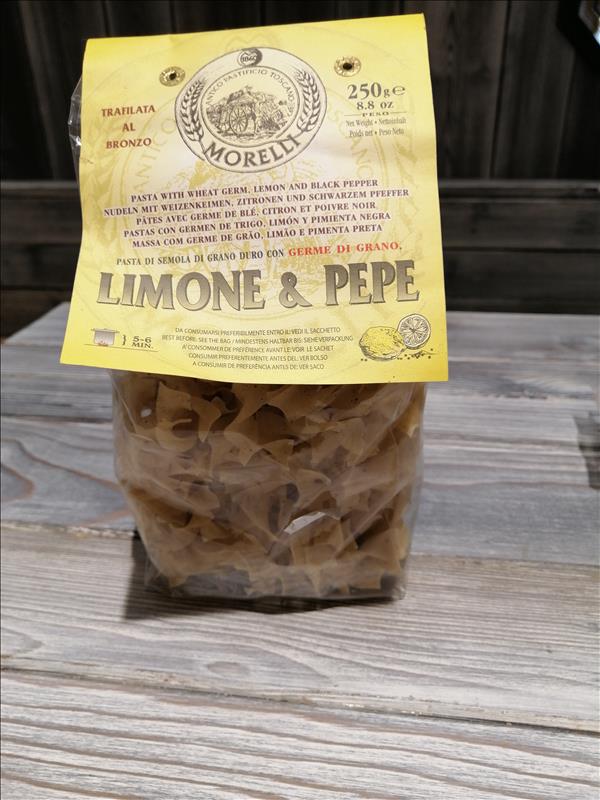 1860
ANTICO PASTIFICIO TOSCANO
MORELLI
TRAFILATA
AL
BRONZO
250g e
8.8 oz
PESO
Net Weight • Nettoinhalt
Poids net • Peso Neto
PASTA WITH WHEAT GERM, LEMON AND BLACK PEPPER
NUDELN MIT WEIZENKEIMEN, ZITRONEN UND SCHWARZEM PFEFFER
PÂTES AVEC GERME DE BLÉ, CITRON ET POIVRE NOIR
PASTAS CON GERMEN DE TRIGO, LIMÓN Y PIMIENTA NEGRA
MASSA COM GERME DE GRÃO, LIMÃO E PIMENTA PRETA
PASTA DI SEMOLA DI GRANO DURO CON GERME DI GRANO,
LIMONE & PEPE
5-6
MIN.
DA CONSUMARSI PREFERIBILMENTE ENTRO IL: VEDI IL SACCHETTO
BEST BEFORE: SEE THE BAG / MINDESTENS HALTBAR BIS: SIEHE VERPACKUNG
A' CONSOMMER DE PREFÉRENCE AVANT LE: VOIR LE SACHET
CONSUMIR PREFERENTEMENTE ANTES DEL: VER BOLSO
A CONSUMIR DE PREFERÊNCIA ANTES DE: VER SACO